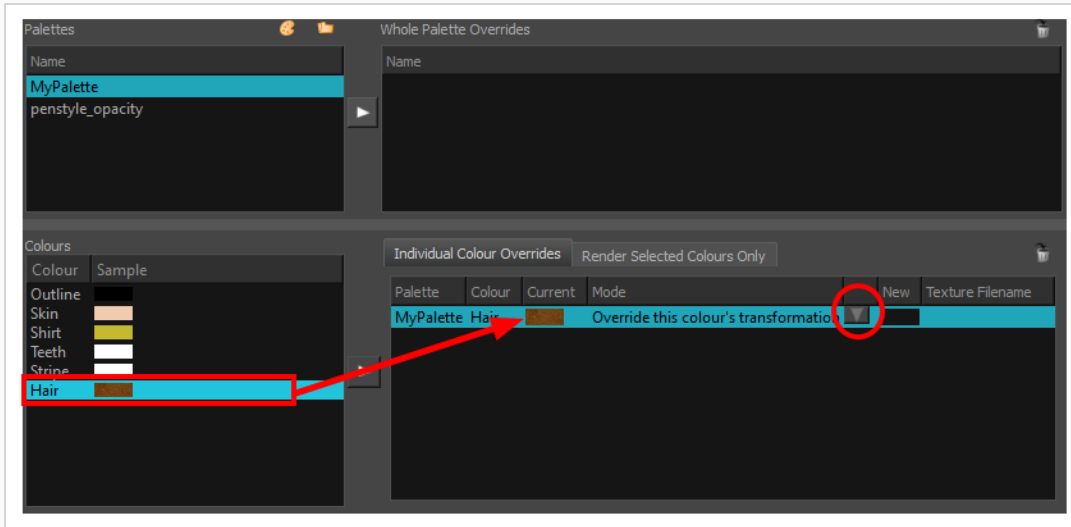 Palettes
Whole Palette Overrides
Name
Name
MyPalette
penstyle_opacity
Colours
Individual Colour Overrides
Render Selected Colours Only
Colour Sample
Palette Colour Current Mode New Texture Filename
Outline
Skin
Shirt
Teeth
Stripe
Hair
MyPalette Hair Override this colour's transformation